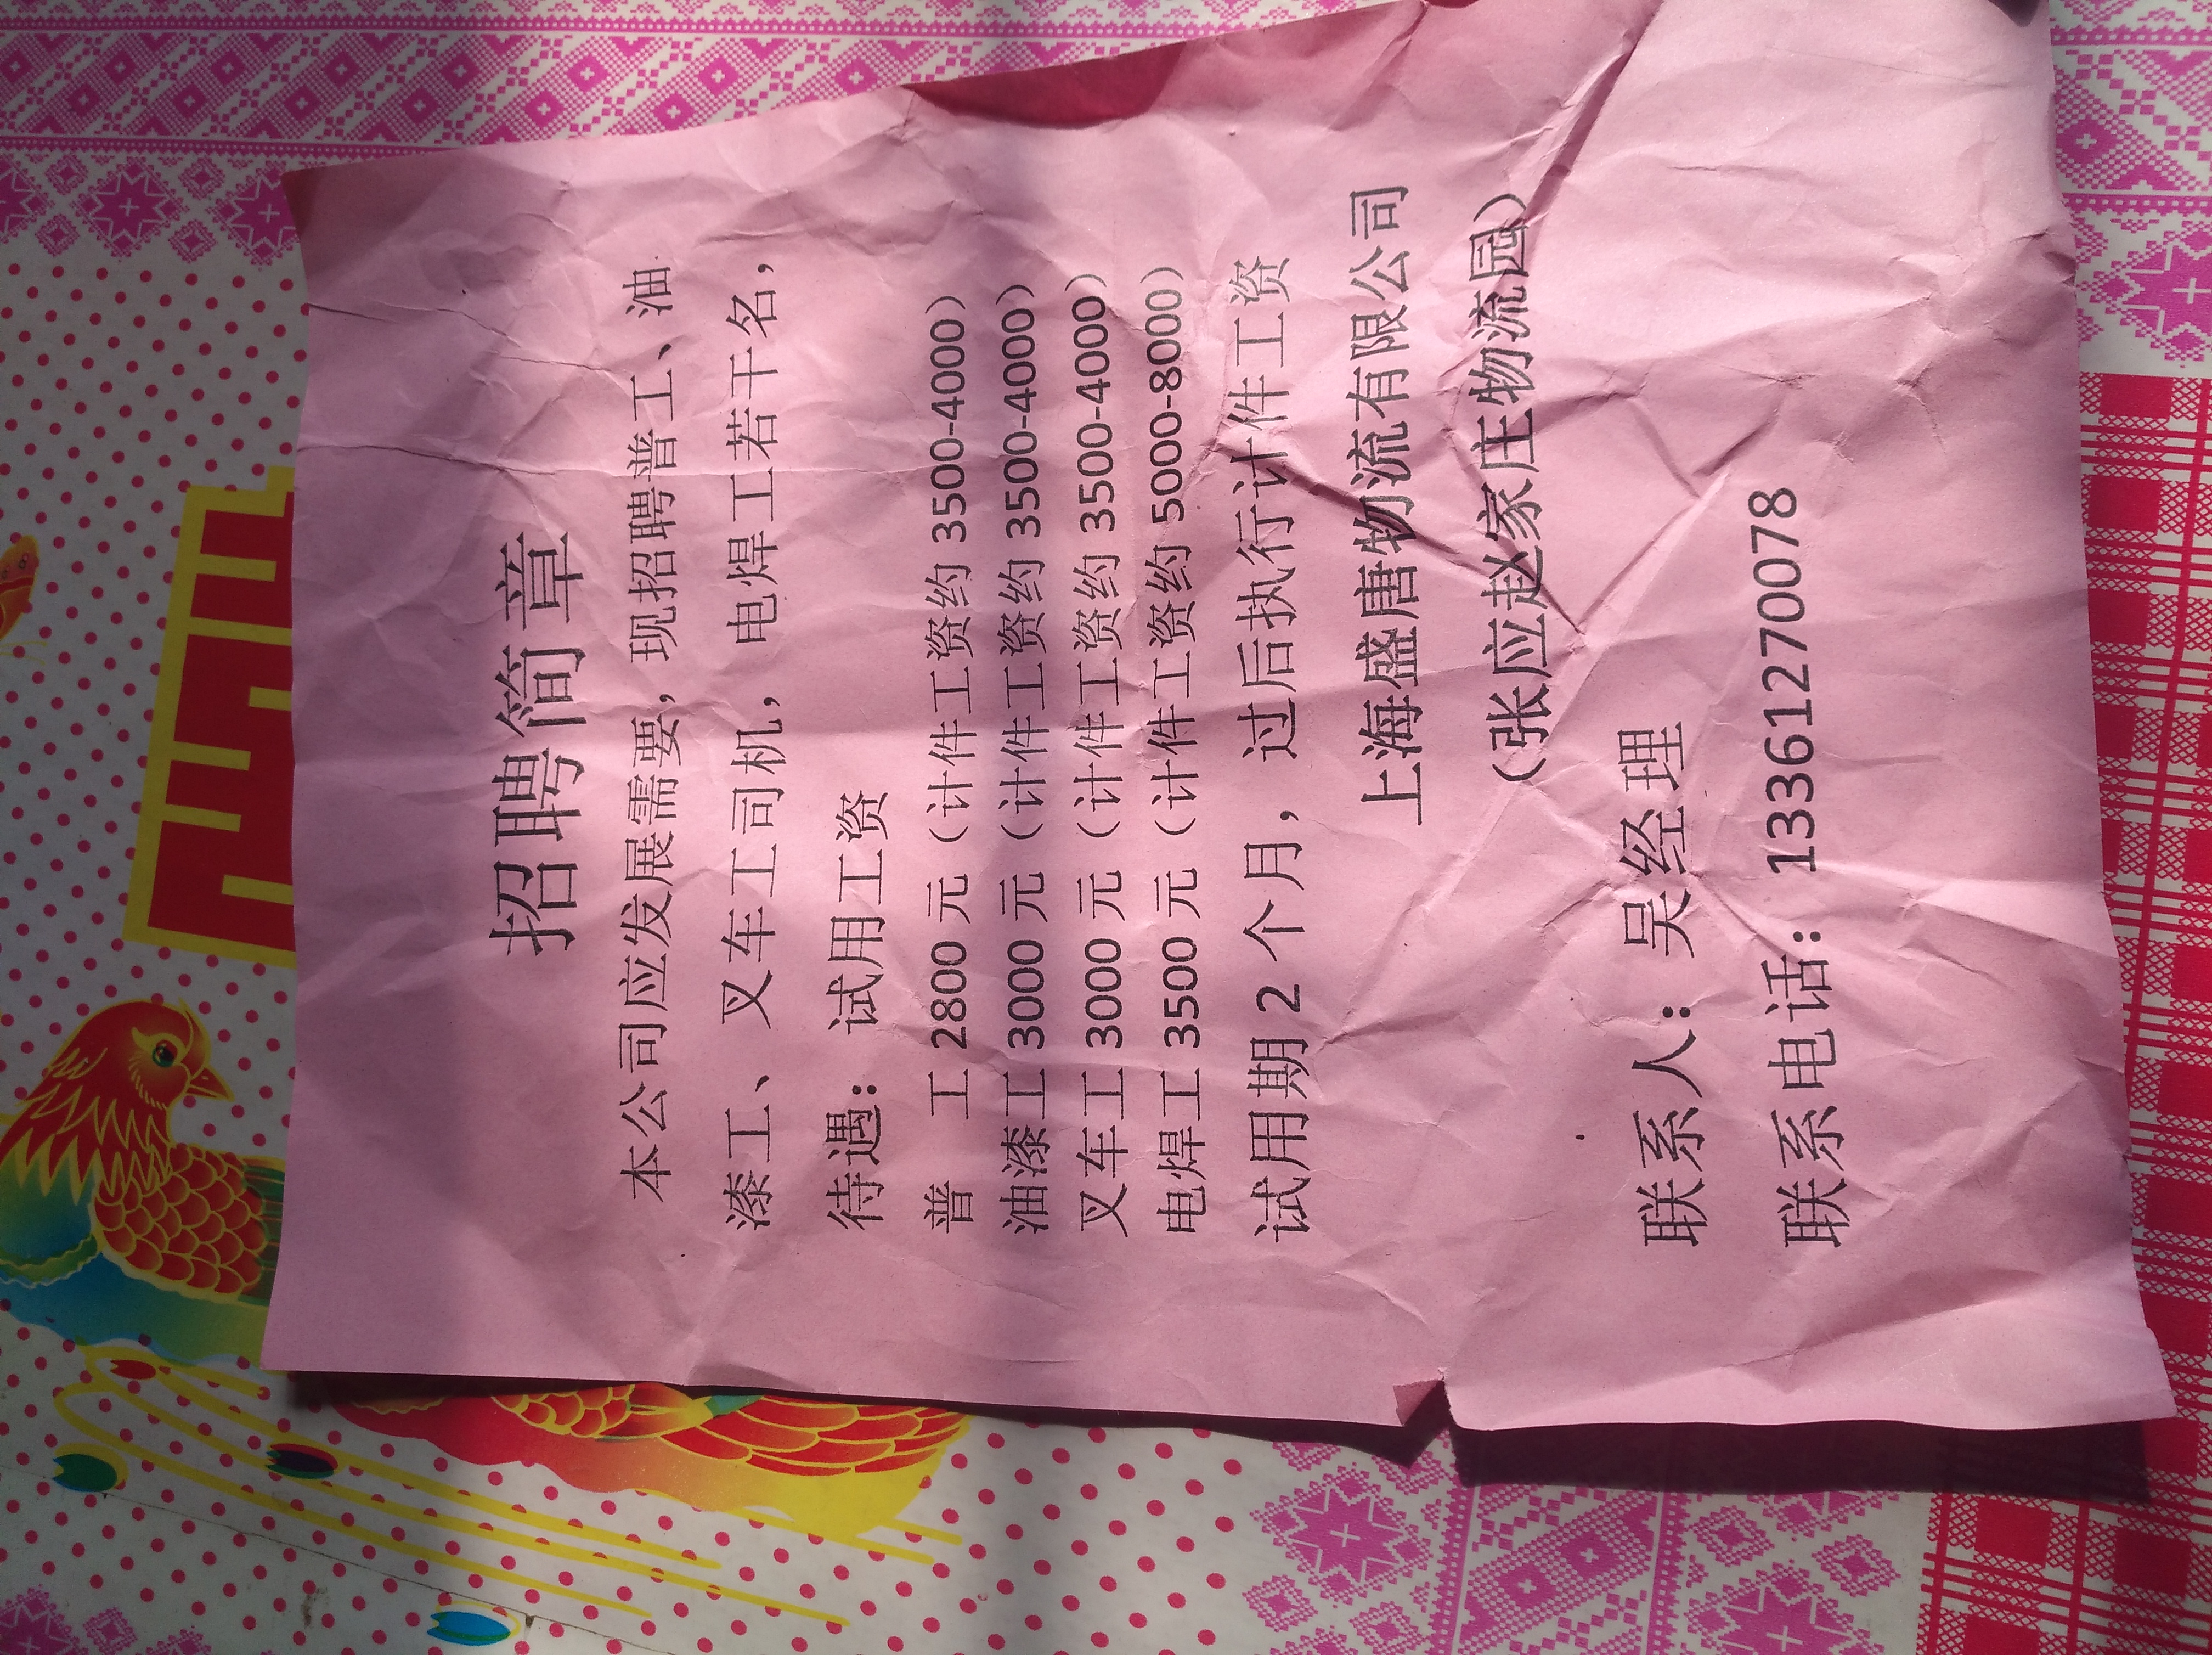 招聘简章
本公司应发展需要，现招聘普工、油
漆工、叉车工司机，电焊工若干名，
待遇：试用工资
普 工 2800 元（计件工资约 3500-4000）
油漆工 3000 元（计件工资约 3500-4000）
叉车工 3000 元（计件工资约 3500-4000）
电焊工 3500 元（计件工资约 5000-8000）
试用期 2 个月，过后执行计件工资
上海盛唐物流有限公司
（张应赵家庄物流园）
联系人：吴经理
联系电话：13361270078